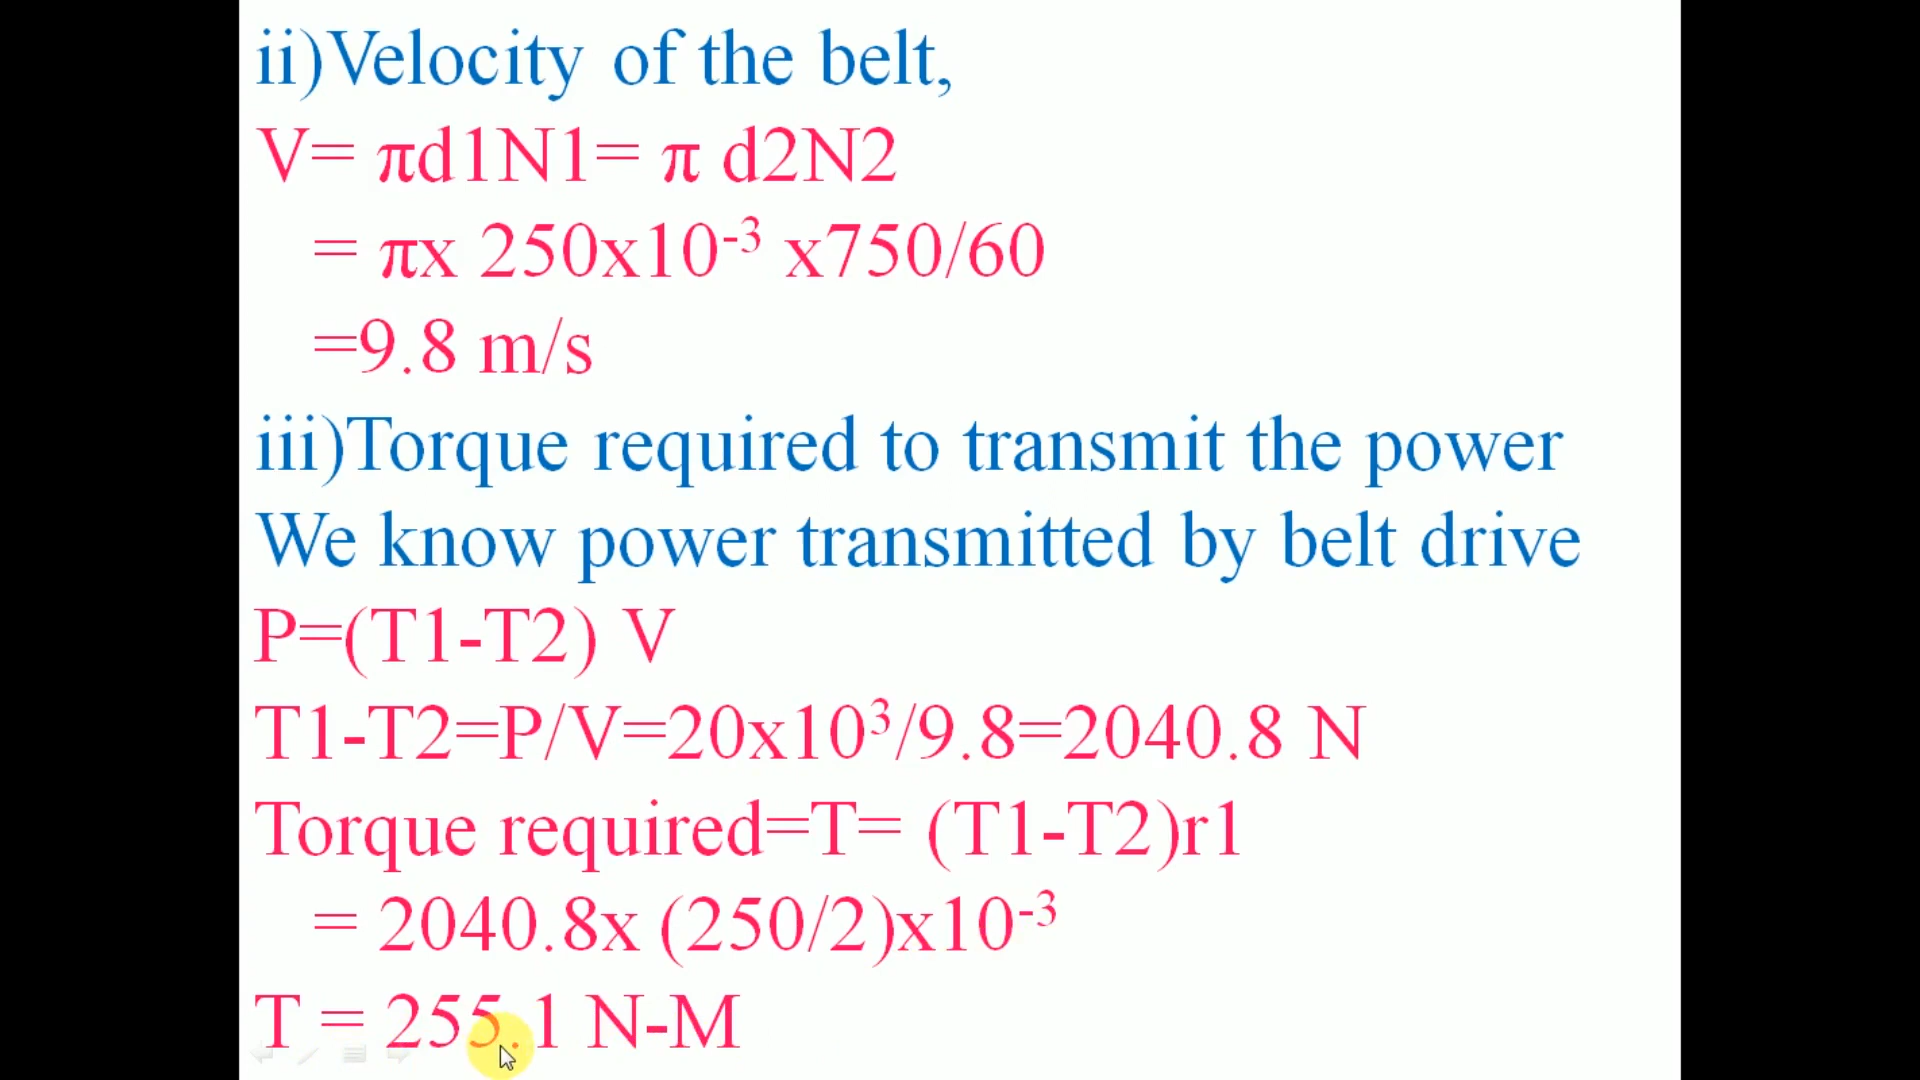 ii)Velocity of the belt,
V= πd1N1= π d2N2
= πx 250x10⁻³ x750/60
=9.8 m/s
iii)Torque required to transmit the power
We know power transmitted by belt drive
P=(T1-T2) V
T1-T2=P/V=20x10³/9.8=2040.8 N
Torque required=T= (T1-T2)r1
= 2040.8x (250/2)x10⁻³
T = 255.1 N-M